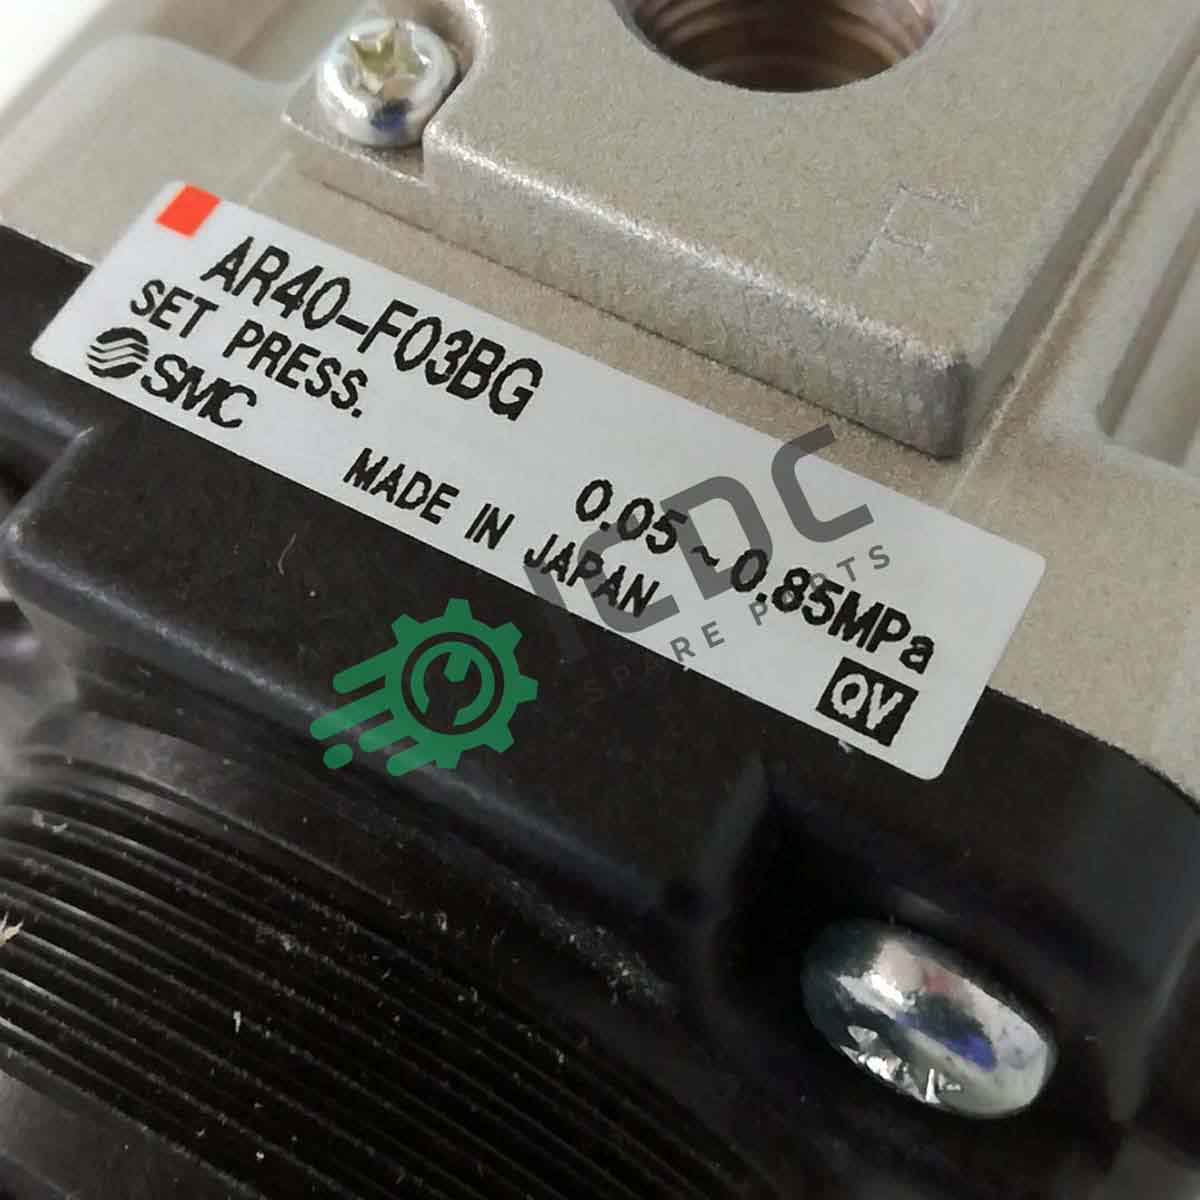 AR40-F03BG
SET PRESS. 0.05~0.85MPa
SMC MADE IN JAPAN QV
ICDC
SPARE PARTS